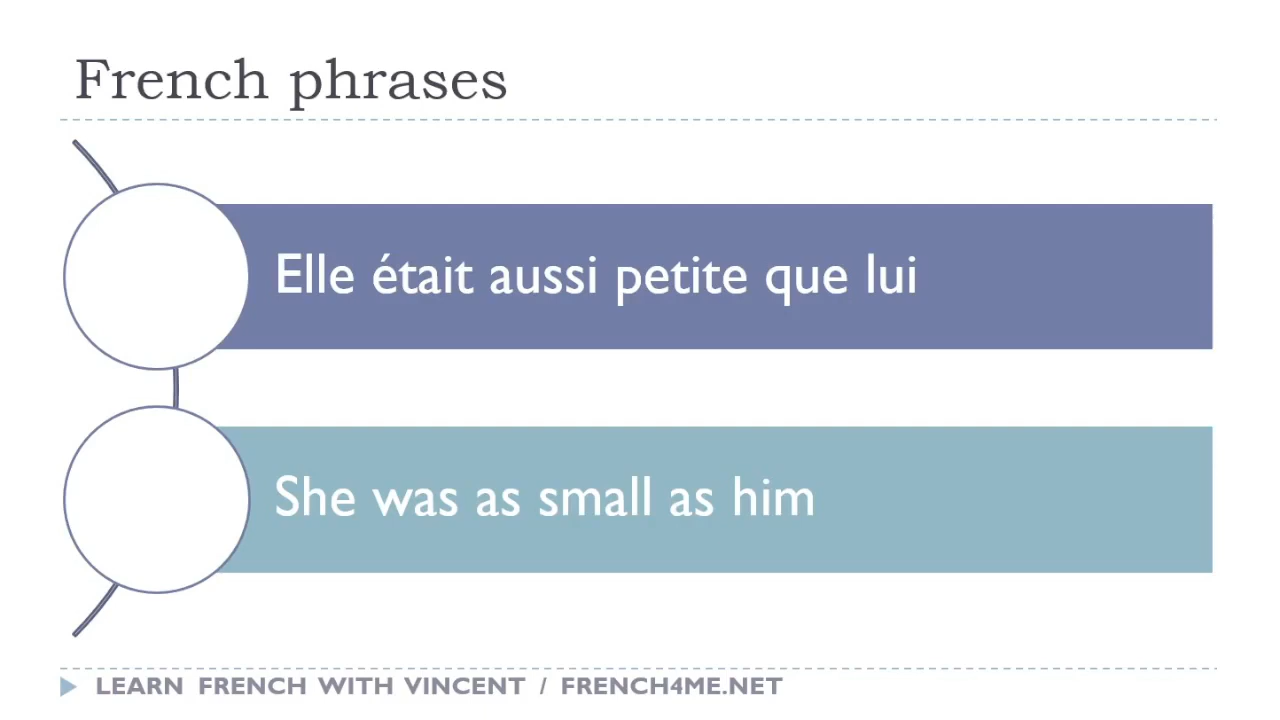 French phrases
Elle était aussi petite que lui
She was as small as him
LEARN FRENCH WITH VINCENT / FRENCH4ME.NET